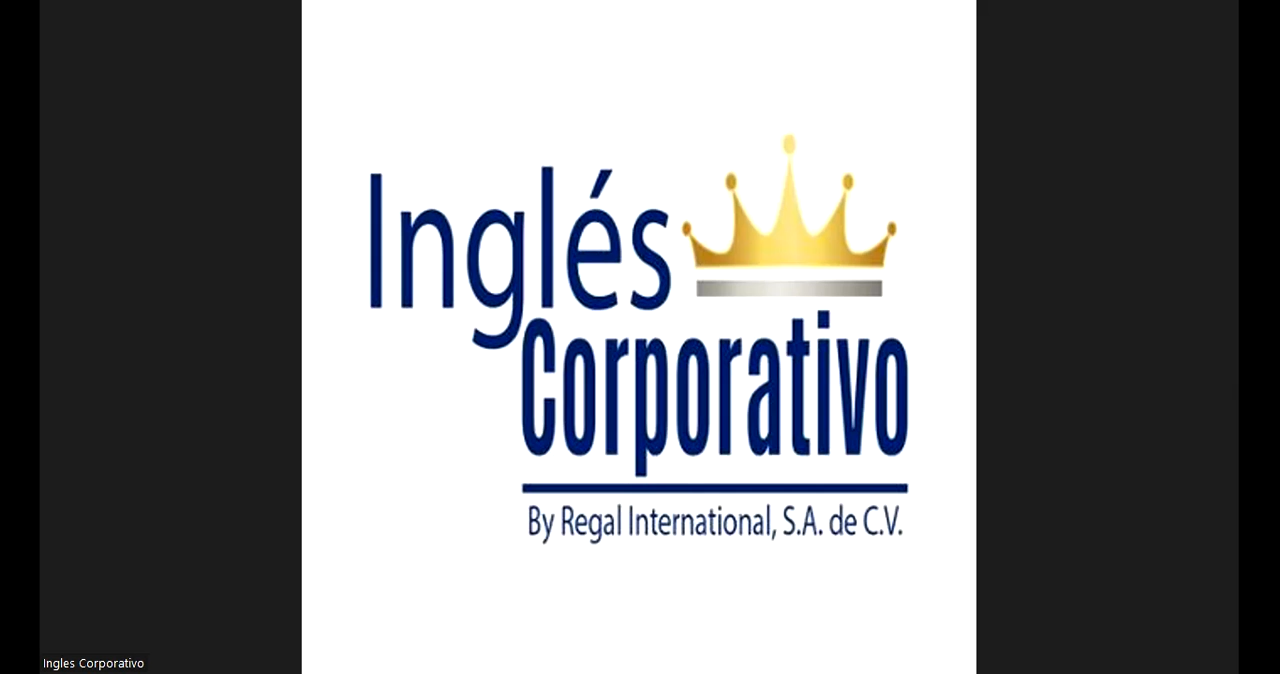 Inglés
Corporativo
By Regal International, S.A. de C.V.
Ingles Corporativo